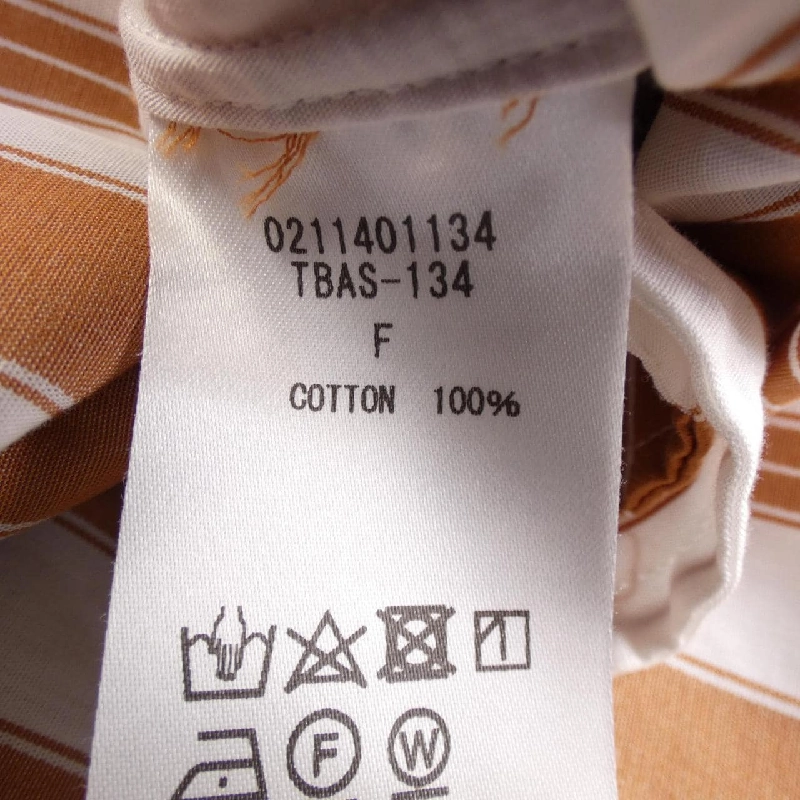 0211401134
TBAS-134
F
COTTON 100%
F W